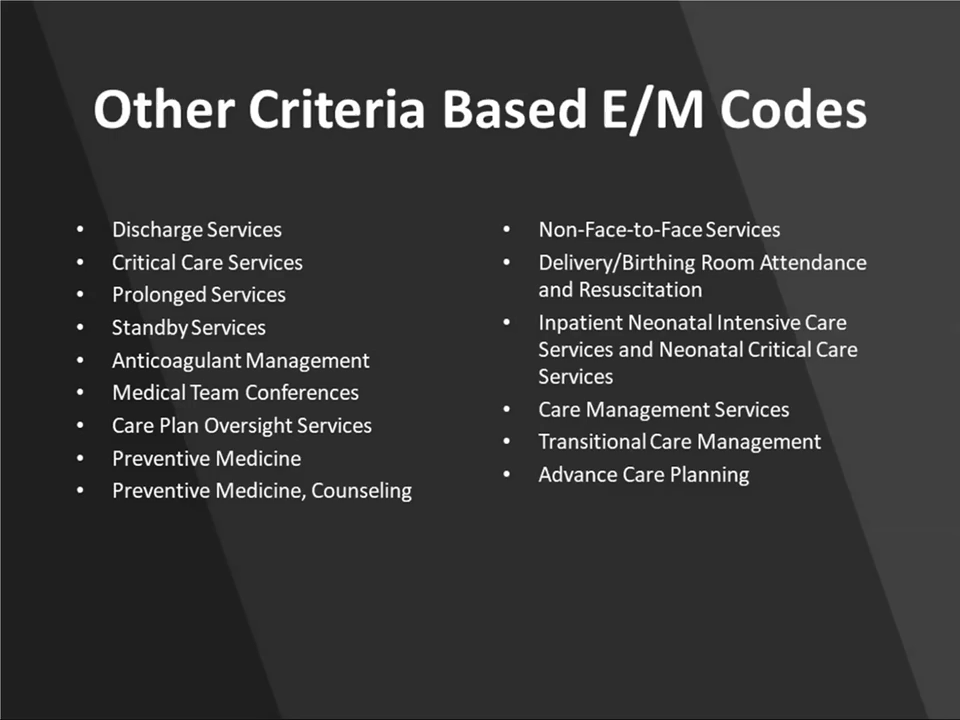 Other Criteria Based E/M Codes
• Discharge Services
• Critical Care Services
• Prolonged Services
• Standby Services
• Anticoagulant Management
• Medical Team Conferences
• Care Plan Oversight Services
• Preventive Medicine
• Preventive Medicine, Counseling
• Non-Face-to-Face Services
• Delivery/Birthing Room Attendance
and Resuscitation
• Inpatient Neonatal Intensive Care
Services and Neonatal Critical Care
Services
• Care Management Services
• Transitional Care Management
• Advance Care Planning